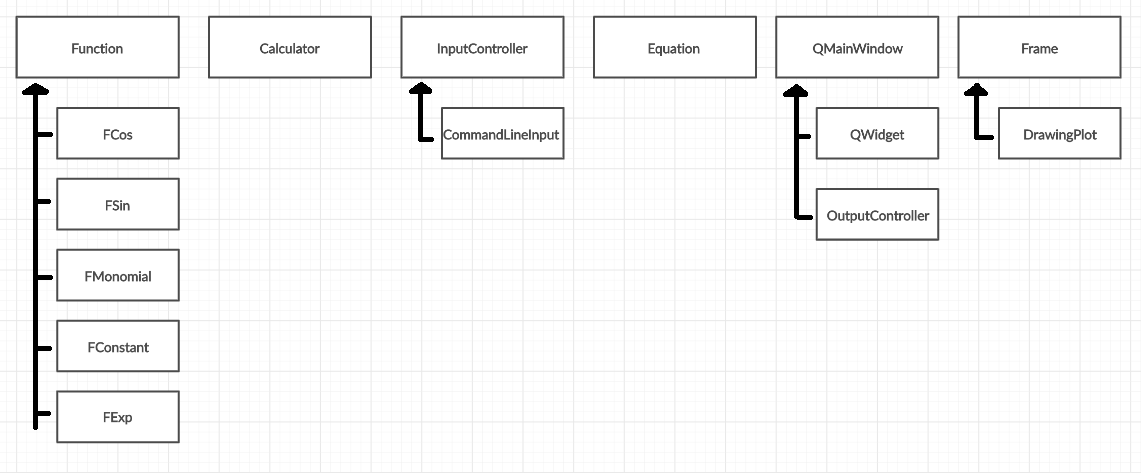 Function
Calculator
InputController
Equation
QMainWindow
Frame
FCos
CommandLineInput
QWidget
DrawingPlot
FSin
OutputController
FMonomial
FConstant
FExp